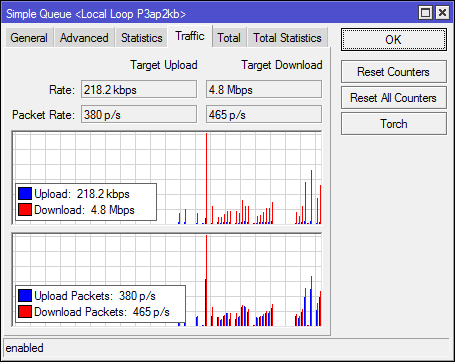 Simple Queue <Local Loop P3ap2kb>
General Advanced Statistics Traffic Total Total Statistics
OK
Reset Counters
Reset All Counters
Torch
Target Upload Target Download
Rate: 218.2 kbps 4.8 Mbps
Packet Rate: 380 p/s 465 p/s
Upload: 218.2 kbps
Download: 4.8 Mbps
Upload Packets: 380 p/s
Download Packets: 465 p/s
enabled